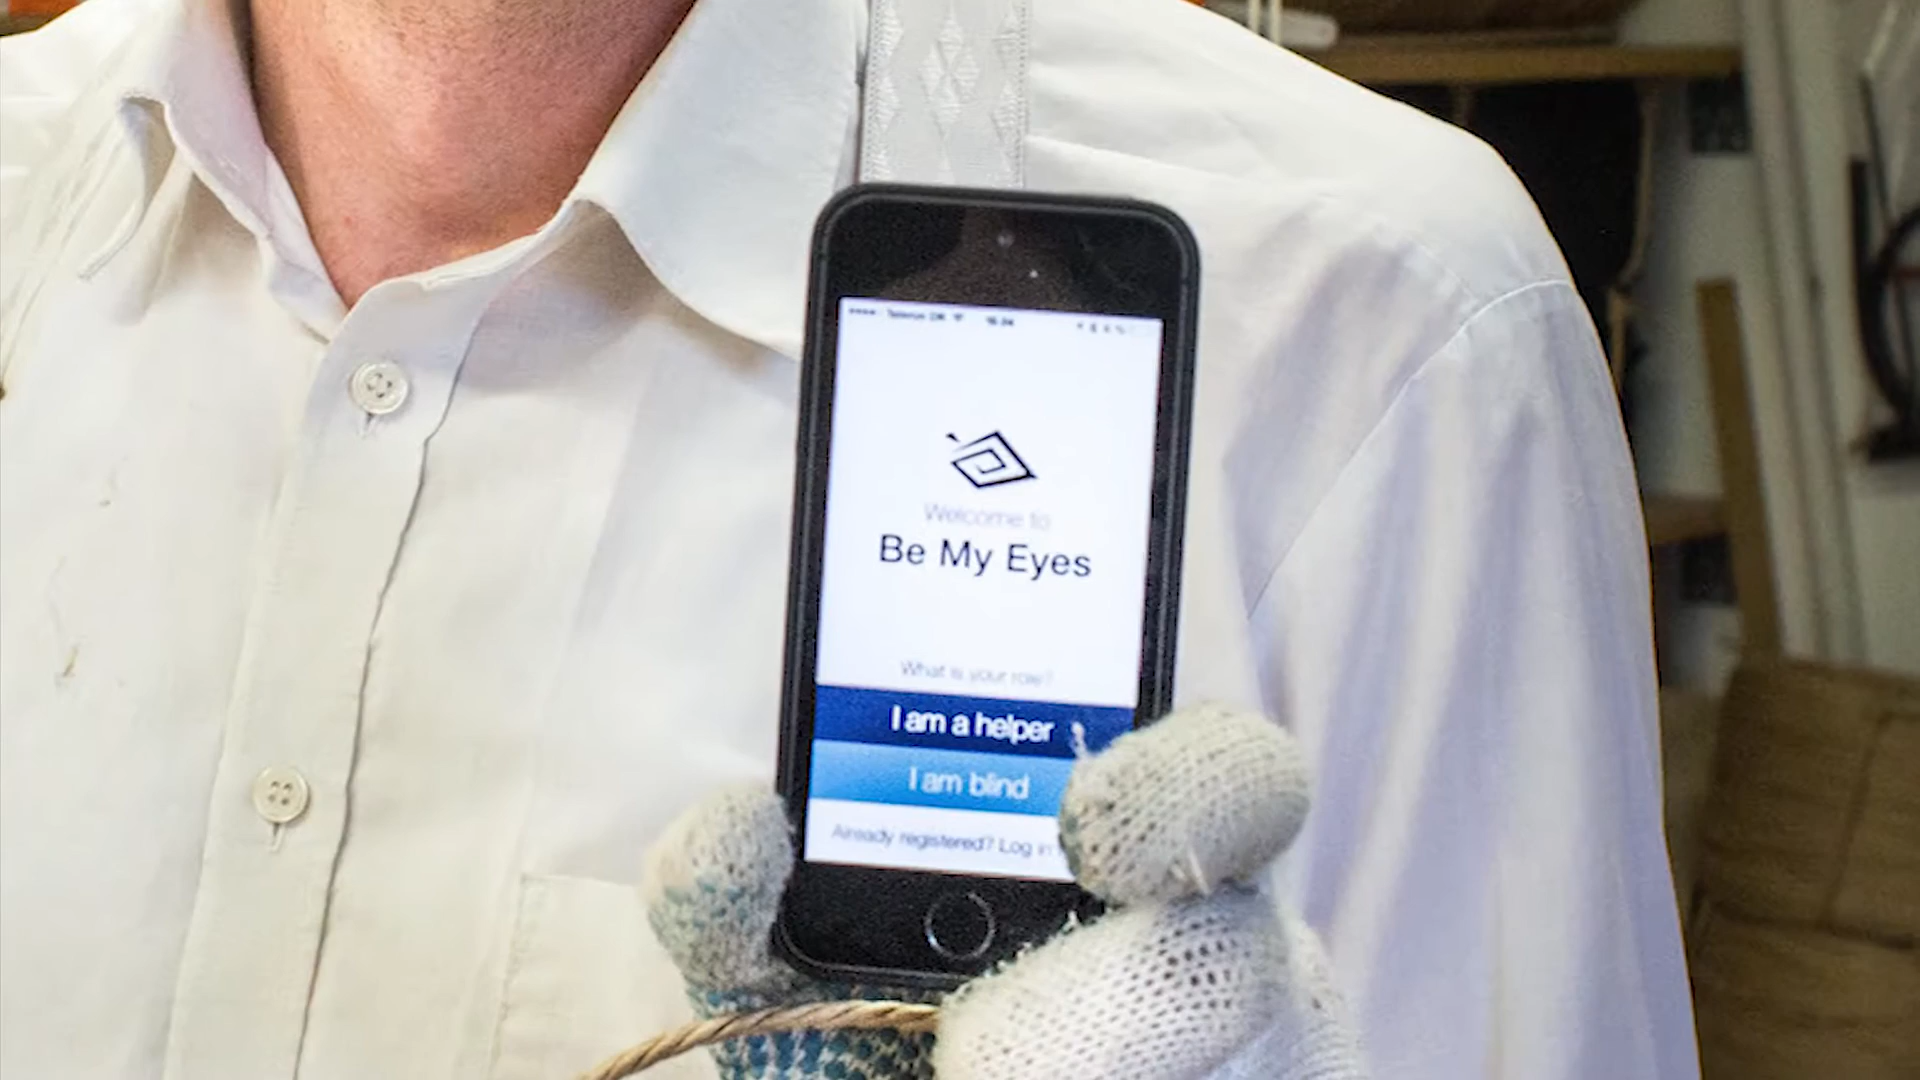 Welcome to
Be My Eyes
What is your role?
I am a helper
I am blind
Already registered? Log in